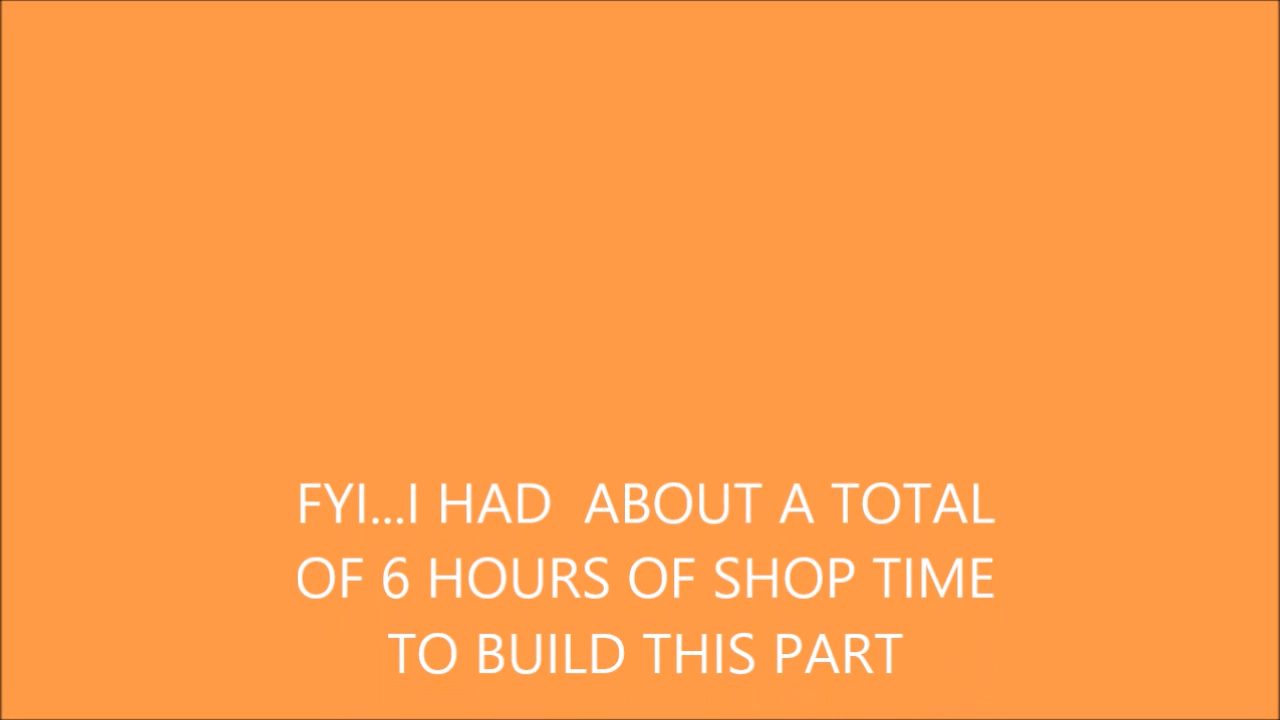 FYI...I HAD  ABOUT A TOTAL
OF 6 HOURS OF SHOP TIME
TO BUILD THIS PART